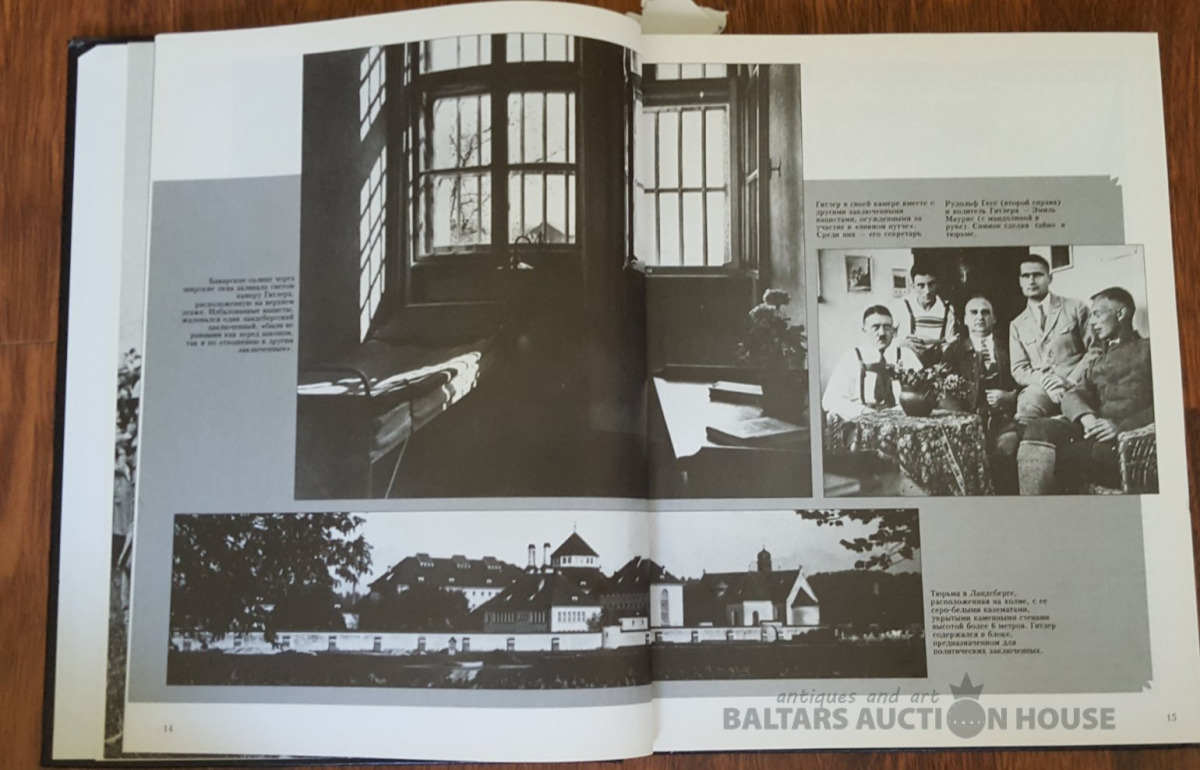 Баварское солнце через
широкие окна заливало светом
камеру Гитлера,
расположенную на верхнем
этаже. Избалованные нацисты,
жаловался один ландсбергский
заключенный, «были не
равными как перед законом,
так и по отношению к другим
заключенным».
Гитлер в своей камере вместе с
другими заключенными
нацистами, осужденными за
участие в «пивном путче».
Среди них — его секретарь
Рудольф Гесс (второй справа)
и водитель Гитлера — Эмиль
Маурис (с мандолиной в
руке). Снимок сделан тайно в
тюрьме.
Тюрьма в Ландсберге,
расположенная на холме, с ее
серо-белыми казематами,
укрытыми каменными стенами
высотой более 6 метров. Гитлер
содержался в блоке,
предназначенном для
политических заключенных.
14
15
antiques and art
BALTARS AUCTION HOUSE